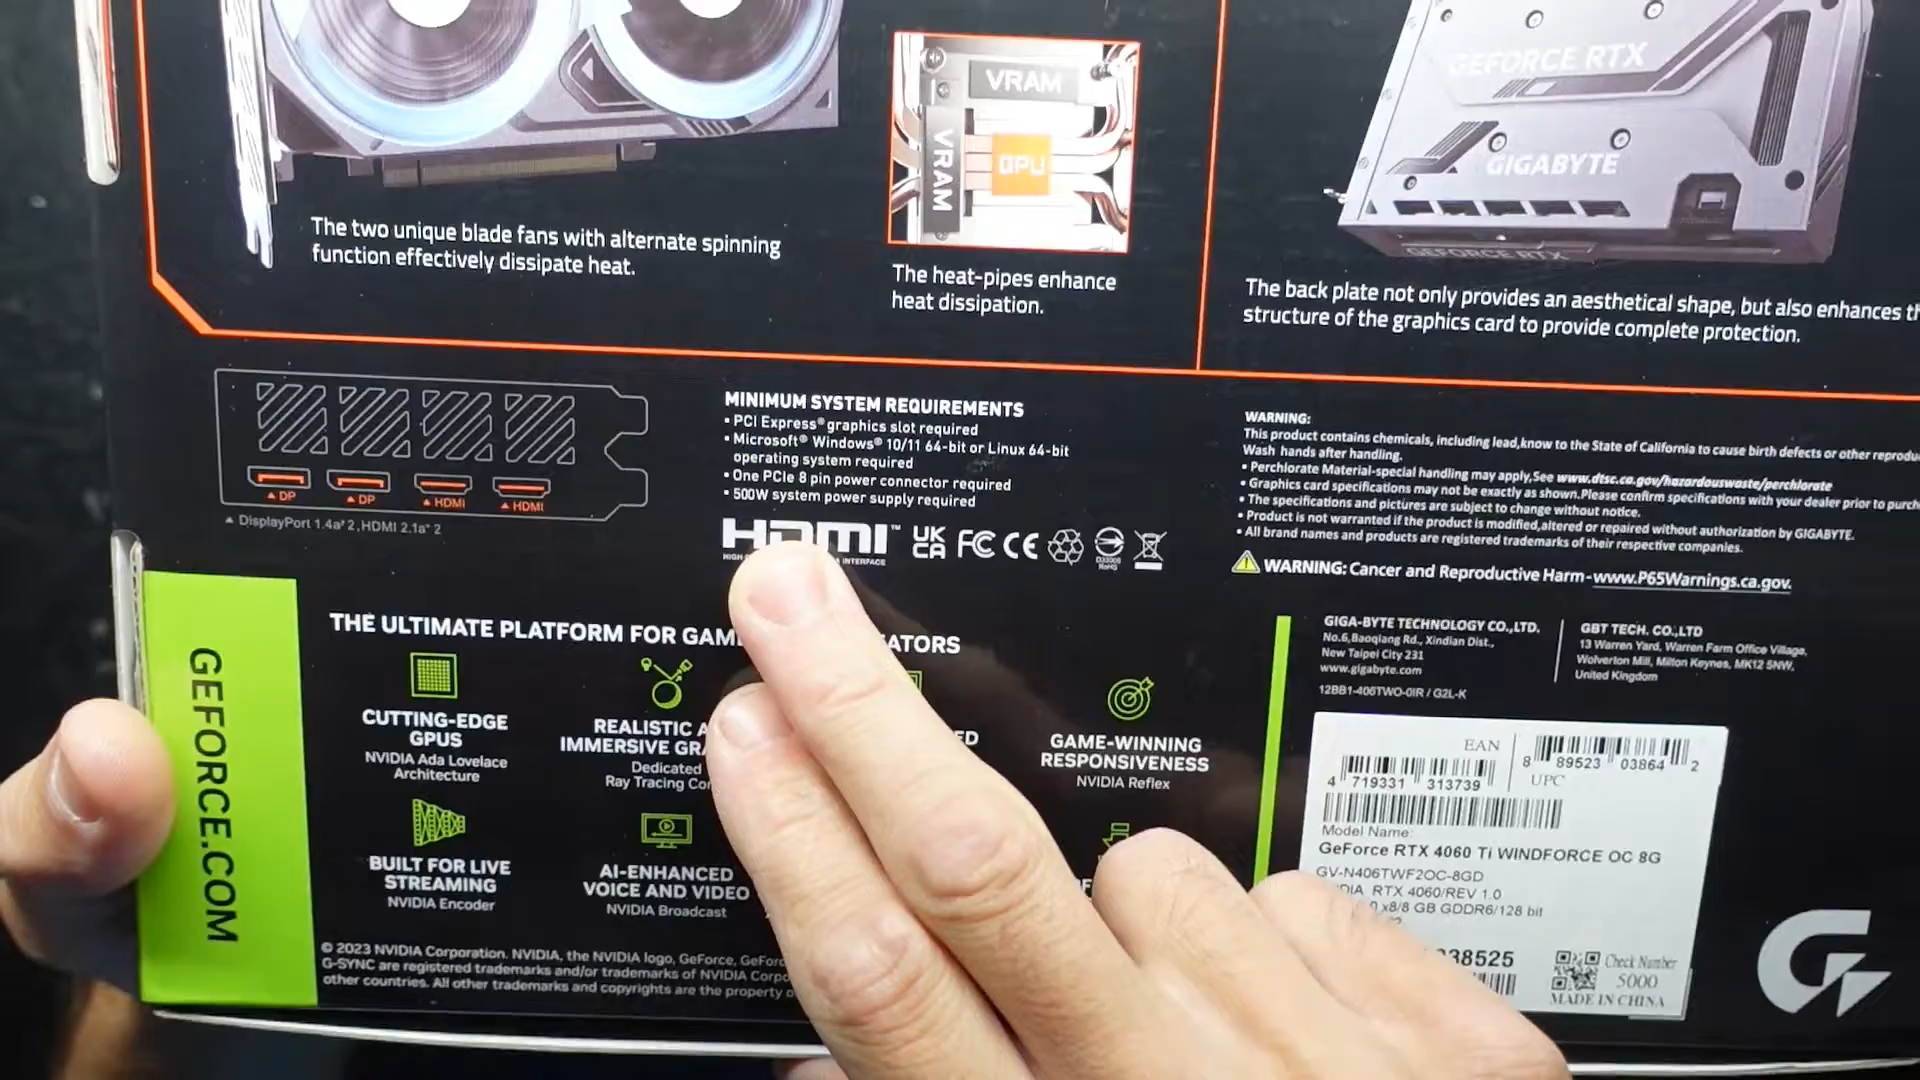 VRAM
VRAM
GPU
GEFORCE RTX
GIGABYTE
GEFORCE RTX
The two unique blade fans with alternate spinning
function effectively dissipate heat.
The heat-pipes enhance
heat dissipation.
The back plate not only provides an aesthetical shape, but also enhances
structure of the graphics card to provide complete protection.
DP
DP
HDMI
HDMI
DisplayPort 1.4a*2, HDMI 2.1a*2
MINIMUM SYSTEM REQUIREMENTS
• PCI Express® graphics slot required
• Microsoft® Windows® 10/11 64-bit or Linux 64-bit
operating system required
• One PCIe 8 pin power connector required
• 500W system power supply required
HDMI™
INTERFACE
UK
CA
FC CE
WARNING:
This product contains chemicals, including lead,know to the State of California to cause birth defects or other
Wash hands after handling.
• Perchlorate Material-special handling may apply,See www.dtsc.ca.gov/hazardouswaste/perchlorate
• Graphics card specifications may not be exactly as shown.Please confirm specifications with your dealer prior to
• The specifications and pictures are subject to change without notice.
• Product is not warranted if the product is modified,altered or repaired without authorization by GIGABYTE.
• All brand names and products are registered trademarks of their respective companies.
WARNING: Cancer and Reproductive Harm-www.P65Warnings.ca.gov.
THE ULTIMATE PLATFORM FOR
CUTTING-EDGE
GPUS
NVIDIA Ada Lovelace
Architecture
REALISTIC
IMMERSIVE
Dedicated
Ray Tracing
GAME-WINNING
RESPONSIVENESS
NVIDIA Reflex
BUILT FOR LIVE
STREAMING
NVIDIA Encoder
AI-ENHANCED
VOICE AND VIDEO
NVIDIA Broadcast
GEFORCE.COM
© 2023 NVIDIA Corporation. NVIDIA, the NVIDIA logo, GeForce,
G-SYNC are registered trademarks and/or trademarks of NVIDIA
other countries. All other trademarks and copyrights are the property
GIGA-BYTE TECHNOLOGY CO.,LTD.
No.6,Baoqiang Rd., Xindian Dist.,
New Taipei City 231
www.gigabyte.com
12BB1-406TWO-0IR / G2L-K
GBT TECH. CO.,LTD
13 Warren Yard, Warren Farm Office Village,
Wolverton Mill, Milton Keynes, MK12 5NW,
United Kingdom
EAN
4 719331 313739
8 89523 03864 2
UPC
Model Name:
GeForce RTX 4060 Ti WINDFORCE OC 8G
GV-N406TWF2OC-8GD
RTX 4060/REV 1.0
x8/8 GB GDDR6/128 bit
38525
Check Number
5000
MADE IN CHINA